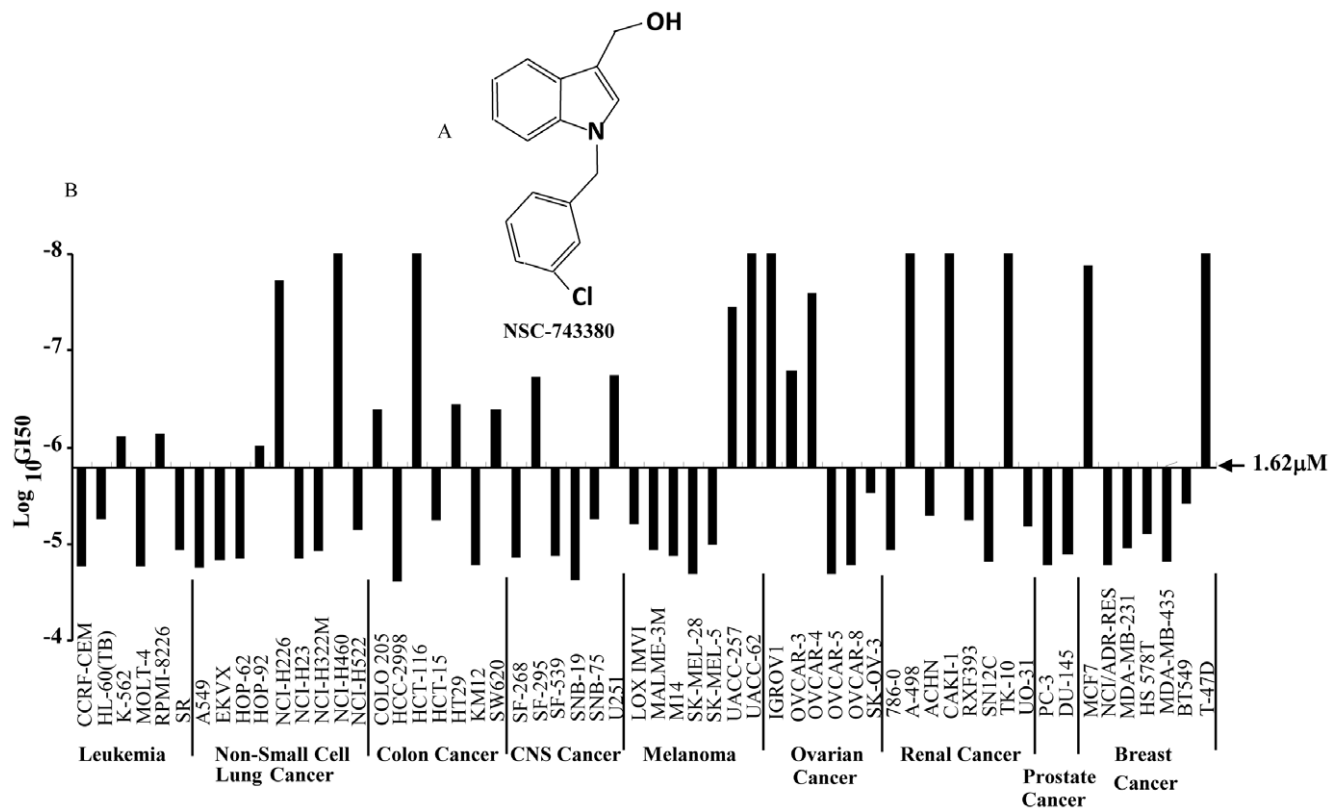 A
OH
N
Cl
NSC-743380
B
Log 10 GI50
-8
-7
-6
-5
-4
1.62µM
CCRF-CEM
HL-60(TB)
K-562
MOLT-4
RPMI-8226
SR
A549
EKVX
HOP-62
HOP-92
NCI-H226
NCI-H23
NCI-H322M
NCI-H460
NCI-H522
COLO 205
HCC-2998
HCT-116
HCT-15
HT29
KM12
SW620
SF-268
SF-295
SF-539
SNB-19
SNB-75
U251
LOX IMVI
MALME-3M
M14
SK-MEL-28
SK-MEL-5
UACC-257
UACC-62
IGROV1
OVCAR-3
OVCAR-4
OVCAR-5
OVCAR-8
SK-OV-3
786-0
A-498
ACHN
CAKI-1
RXF393
SN12C
TK-10
UO-31
PC-3
DU-145
MCF7
NCI/ADR-RES
MDA-MB-231
HS 578T
MDA-MB-435
BT549
T-47D
Leukemia
Non-Small Cell
Lung Cancer
Colon Cancer
CNS Cancer
Melanoma
Ovarian
Cancer
Renal Cancer
Prostate
Cancer
Breast
Cancer